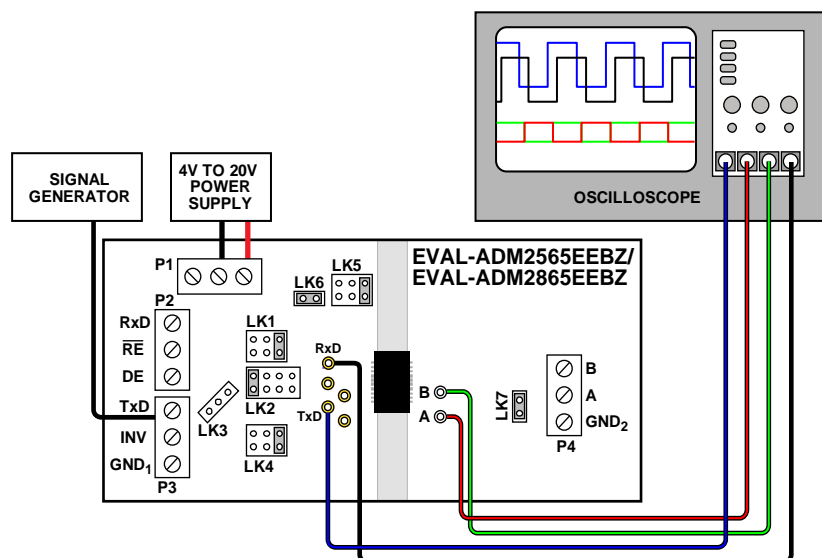 SIGNAL
GENERATOR
4V TO 20V
POWER
SUPPLY
OSCILLOSCOPE
EVAL-ADM2565EEBZ/
EVAL-ADM2865EEBZ
P1
LK6
LK5
P2
RxD
RE
DE
LK1
RxD
LK2
LK3
TxD
TxD
INV
GND1
P3
LK4
B
A
LK7
B
A
GND2
P4